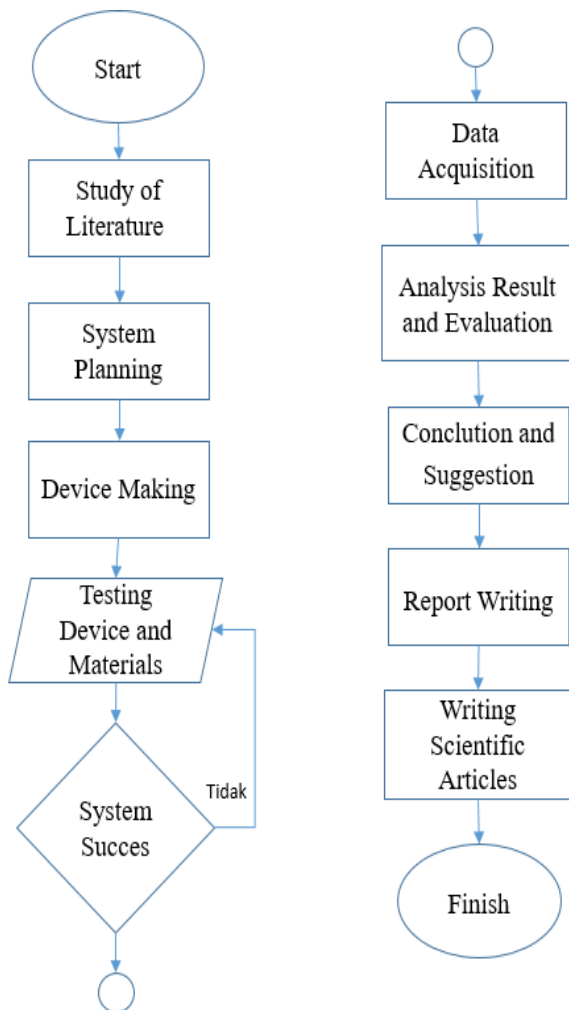 Start
Study of
Literature
System
Planning
Device Making
Testing
Device and
Materials
System
Succes
Tidak
Data
Acquisition
Analysis Result
and Evaluation
Conclution and
Suggestion
Report Writing
Writing
Scientific
Articles
Finish